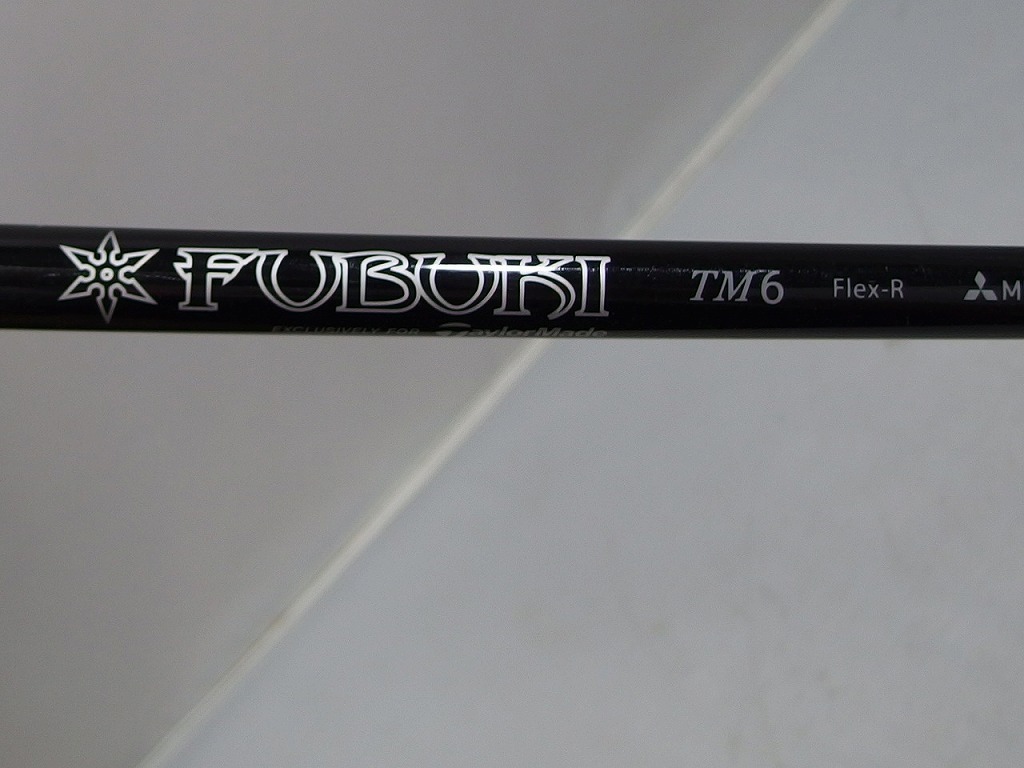 FUBUKI TM6 Flex-R M
EXCLUSIVELY FOR TaylorMade